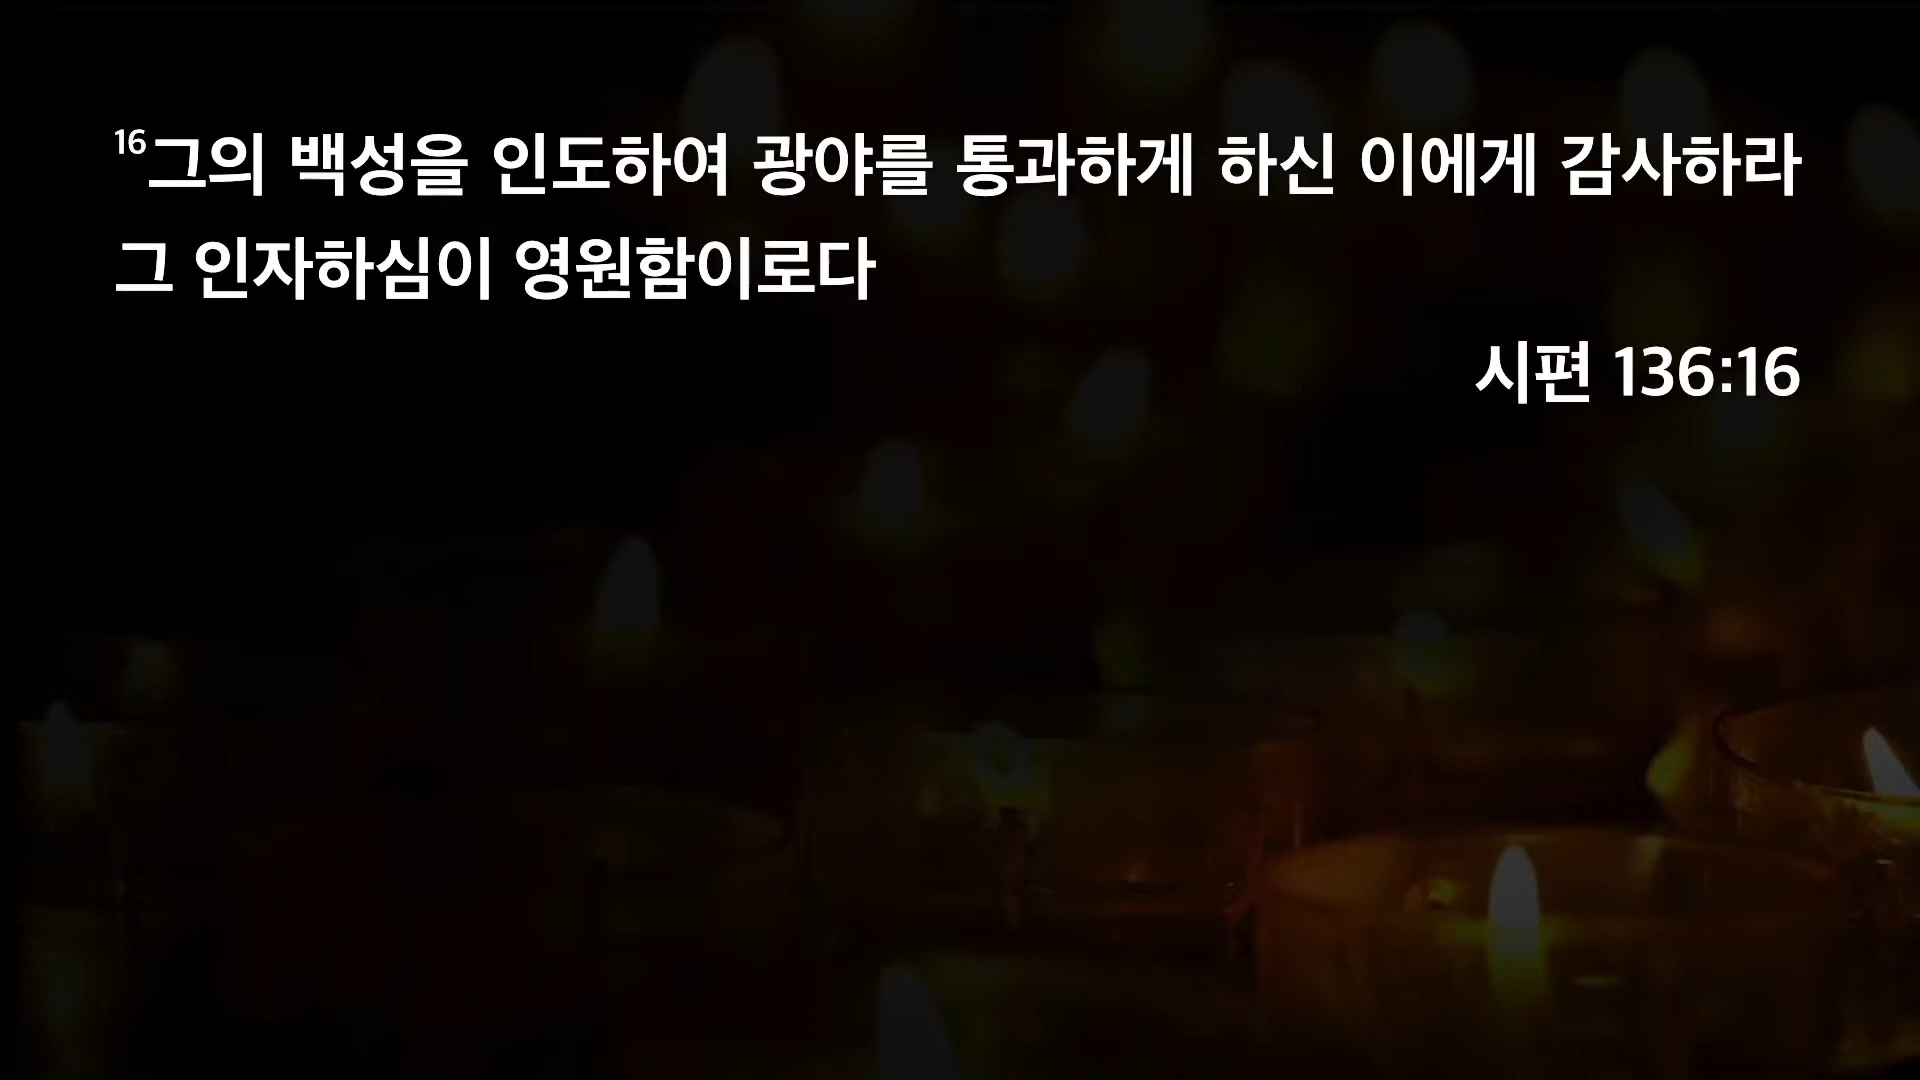 16그의 백성을 인도하여 광야를 통과하게 하신 이에게 감사하라
그 인자하심이 영원함이로다
시편 136:16